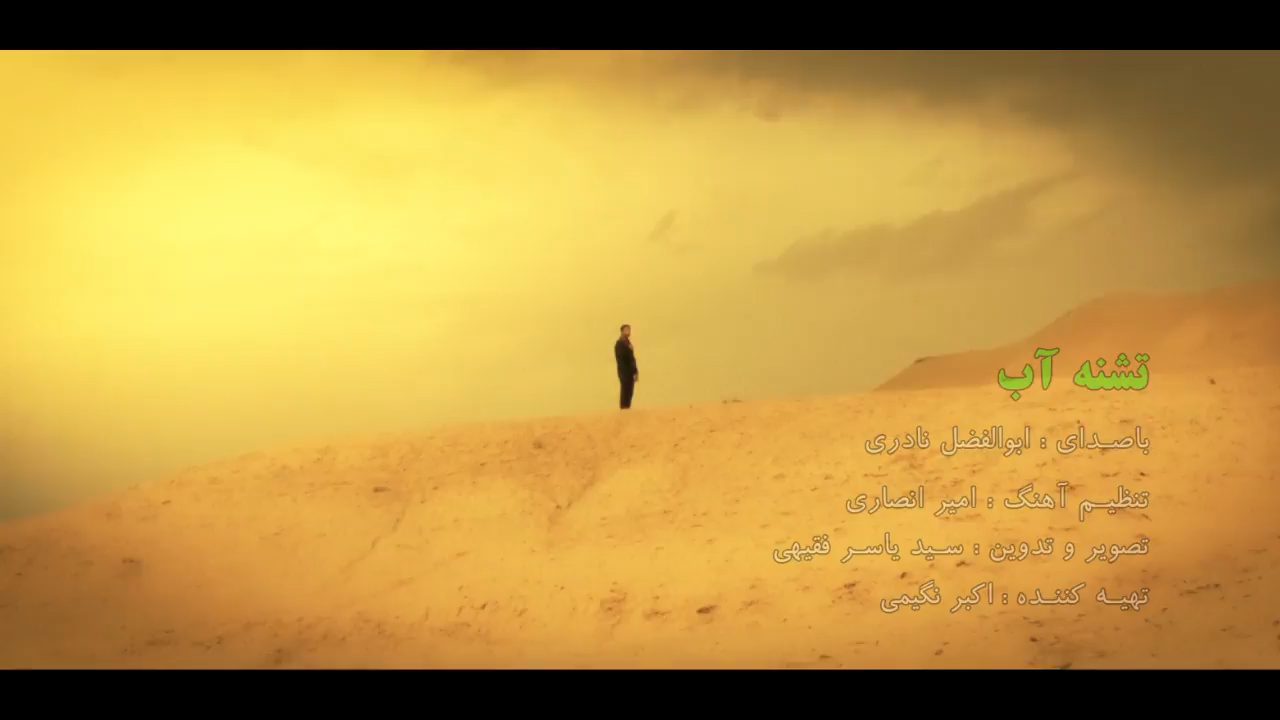 تشنه آب
باصدای : ابوالفضل نادری
تنظیم آهنگ : امیر انصاری
تصویر و تدوین : سید یاسر فقیهی
تهیه کننده : اکبر نگیمی